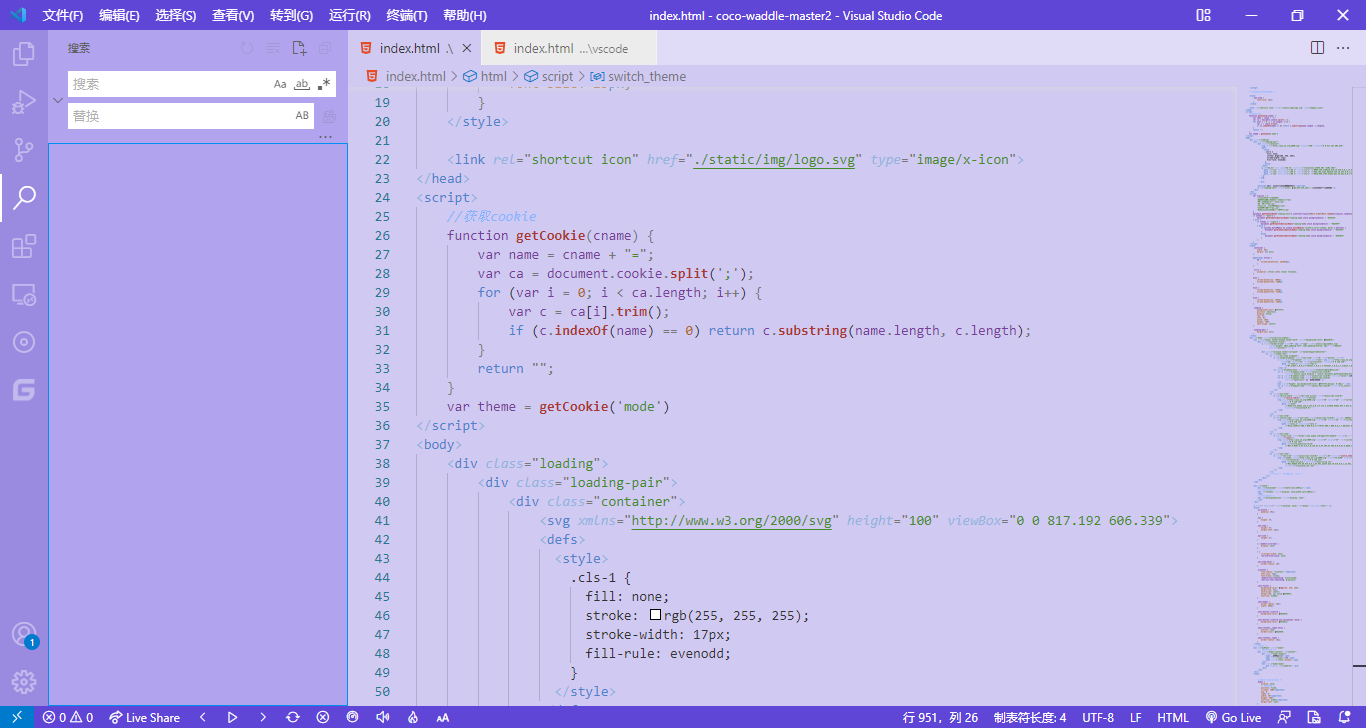 文件(F) 编辑(E) 选择(S) 查看(V) 转到(G) 运行(R) 终端(T) 帮助(H) index.html - coco-waddle-master2 - Visual Studio Code
搜索
index.html .\ index.html ...\vscode
index.html > html > script > switch_theme
搜索 Aa ab .*
替换 AB
...
19 }
20 </style>
21
22 <link rel="shortcut icon" href="./static/img/logo.svg" type="image/x-icon">
23 </head>
24 <script>
25 //获取cookie
26 function getCookie(cname) {
27 var name = cname + "=";
28 var ca = document.cookie.split(';');
29 for (var i = 0; i < ca.length; i++) {
30 var c = ca[i].trim();
31 if (c.indexOf(name) == 0) return c.substring(name.length, c.length);
32 }
33 return "";
34 }
35 var theme = getCookie('mode')
36 </script>
37 <body>
38 <div class="loading">
39 <div class="loading-pair">
40 <div class="container">
41 <svg xmlns="http://www.w3.org/2000/svg" height="100" viewBox="0 0 817.192 606.339">
42 <defs>
43 <style>
44 .cls-1 {
45 fill: none;
46 stroke: rgb(255, 255, 255);
47 stroke-width: 17px;
48 fill-rule: evenodd;
49 }
50 </style>
1
0 0 Live Share AA 行 951，列 26 制表符长度: 4 UTF-8 LF HTML Go Live